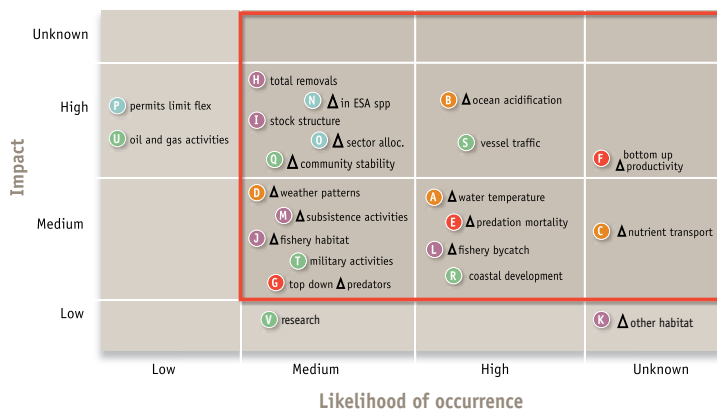 Unknown
High
P permits limit flex
U oil and gas activities
H total removals
N Δ in ESA spp
I stock structure
O Δ sector alloc.
Q Δ community stability
B Δ ocean acidification
S vessel traffic
F bottom up
Δ productivity
Impact
Medium
D Δ weather patterns
M Δ subsistence activities
J Δ fishery habitat
T military activities
G top down Δ predators
A Δ water temperature
E Δ predation mortality
L Δ fishery bycatch
R coastal development
C Δ nutrient transport
Low
V research
K Δ other habitat
Low
Medium
High
Unknown
Likelihood of occurrence